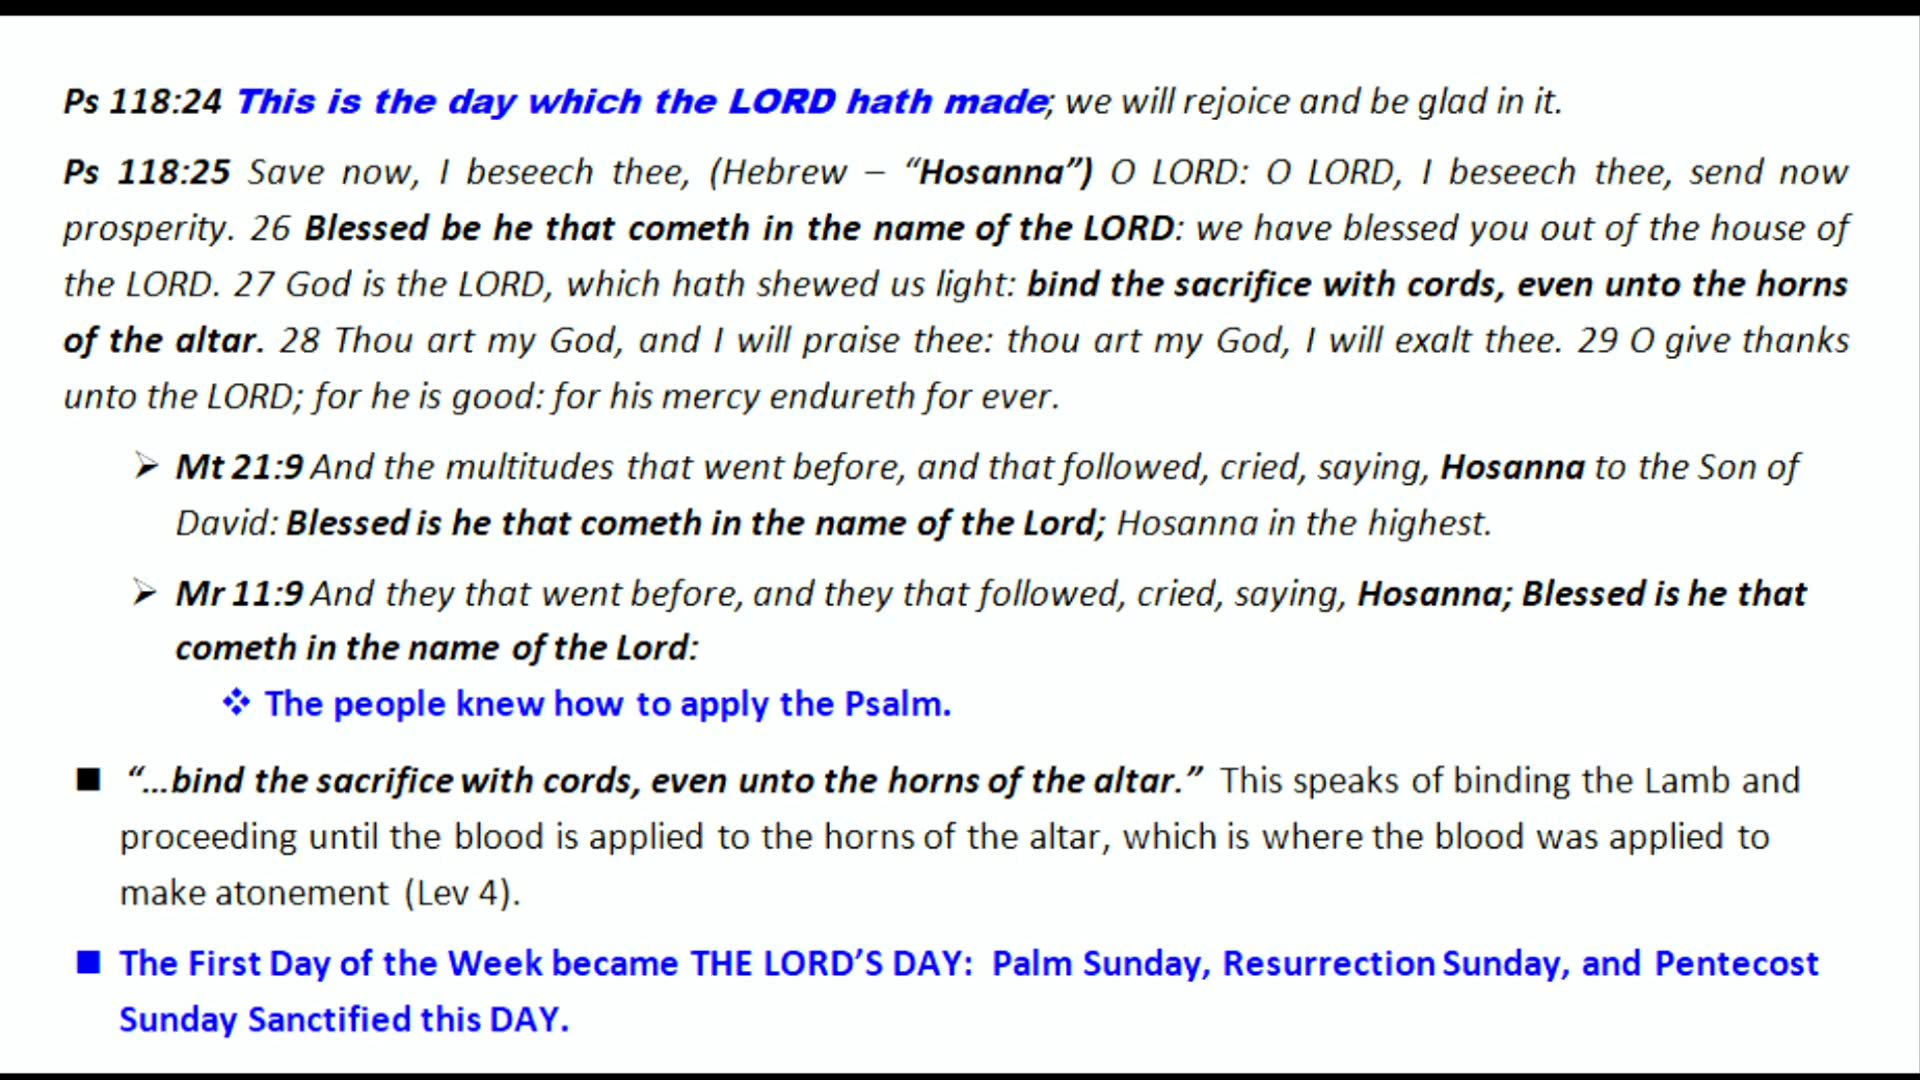 Ps 118:24 This is the day which the LORD hath made; we will rejoice and be glad in it.
Ps 118:25 Save now, I beseech thee, (Hebrew – “Hosanna”) O LORD: O LORD, I beseech thee, send now
prosperity. 26 Blessed be he that cometh in the name of the LORD: we have blessed you out of the house of
the LORD. 27 God is the LORD, which hath shewed us light: bind the sacrifice with cords, even unto the horns
of the altar. 28 Thou art my God, and I will praise thee: thou art my God, I will exalt thee. 29 O give thanks
unto the LORD; for he is good: for his mercy endureth for ever.
➢ Mt 21:9 And the multitudes that went before, and that followed, cried, saying, Hosanna to the Son of
David: Blessed is he that cometh in the name of the Lord; Hosanna in the highest.
➢ Mr 11:9 And they that went before, and they that followed, cried, saying, Hosanna; Blessed is he that
cometh in the name of the Lord:
❖ The people knew how to apply the Psalm.
■ “…bind the sacrifice with cords, even unto the horns of the altar.” This speaks of binding the Lamb and
proceeding until the blood is applied to the horns of the altar, which is where the blood was applied to
make atonement (Lev 4).
■ The First Day of the Week became THE LORD’S DAY: Palm Sunday, Resurrection Sunday, and Pentecost
Sunday Sanctified this DAY.